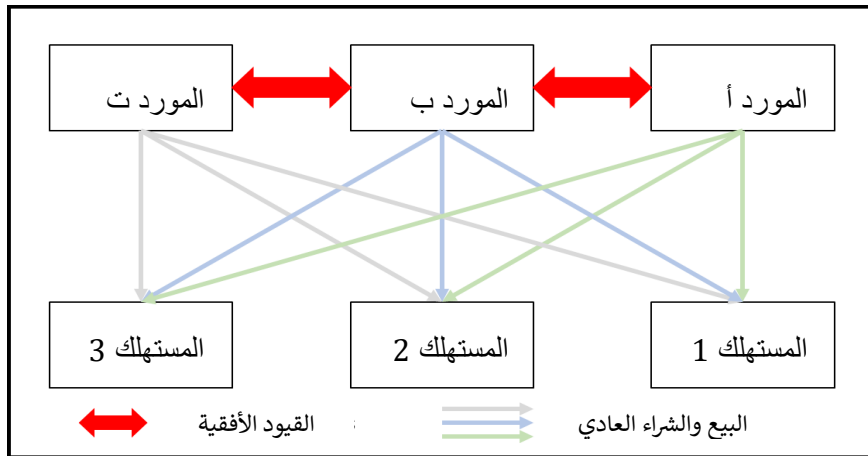 المورد أ
المورد ب
المورد ت
المستهلك 1
المستهلك 2
المستهلك 3
البيع والشراء العادي
القيود الأفقية